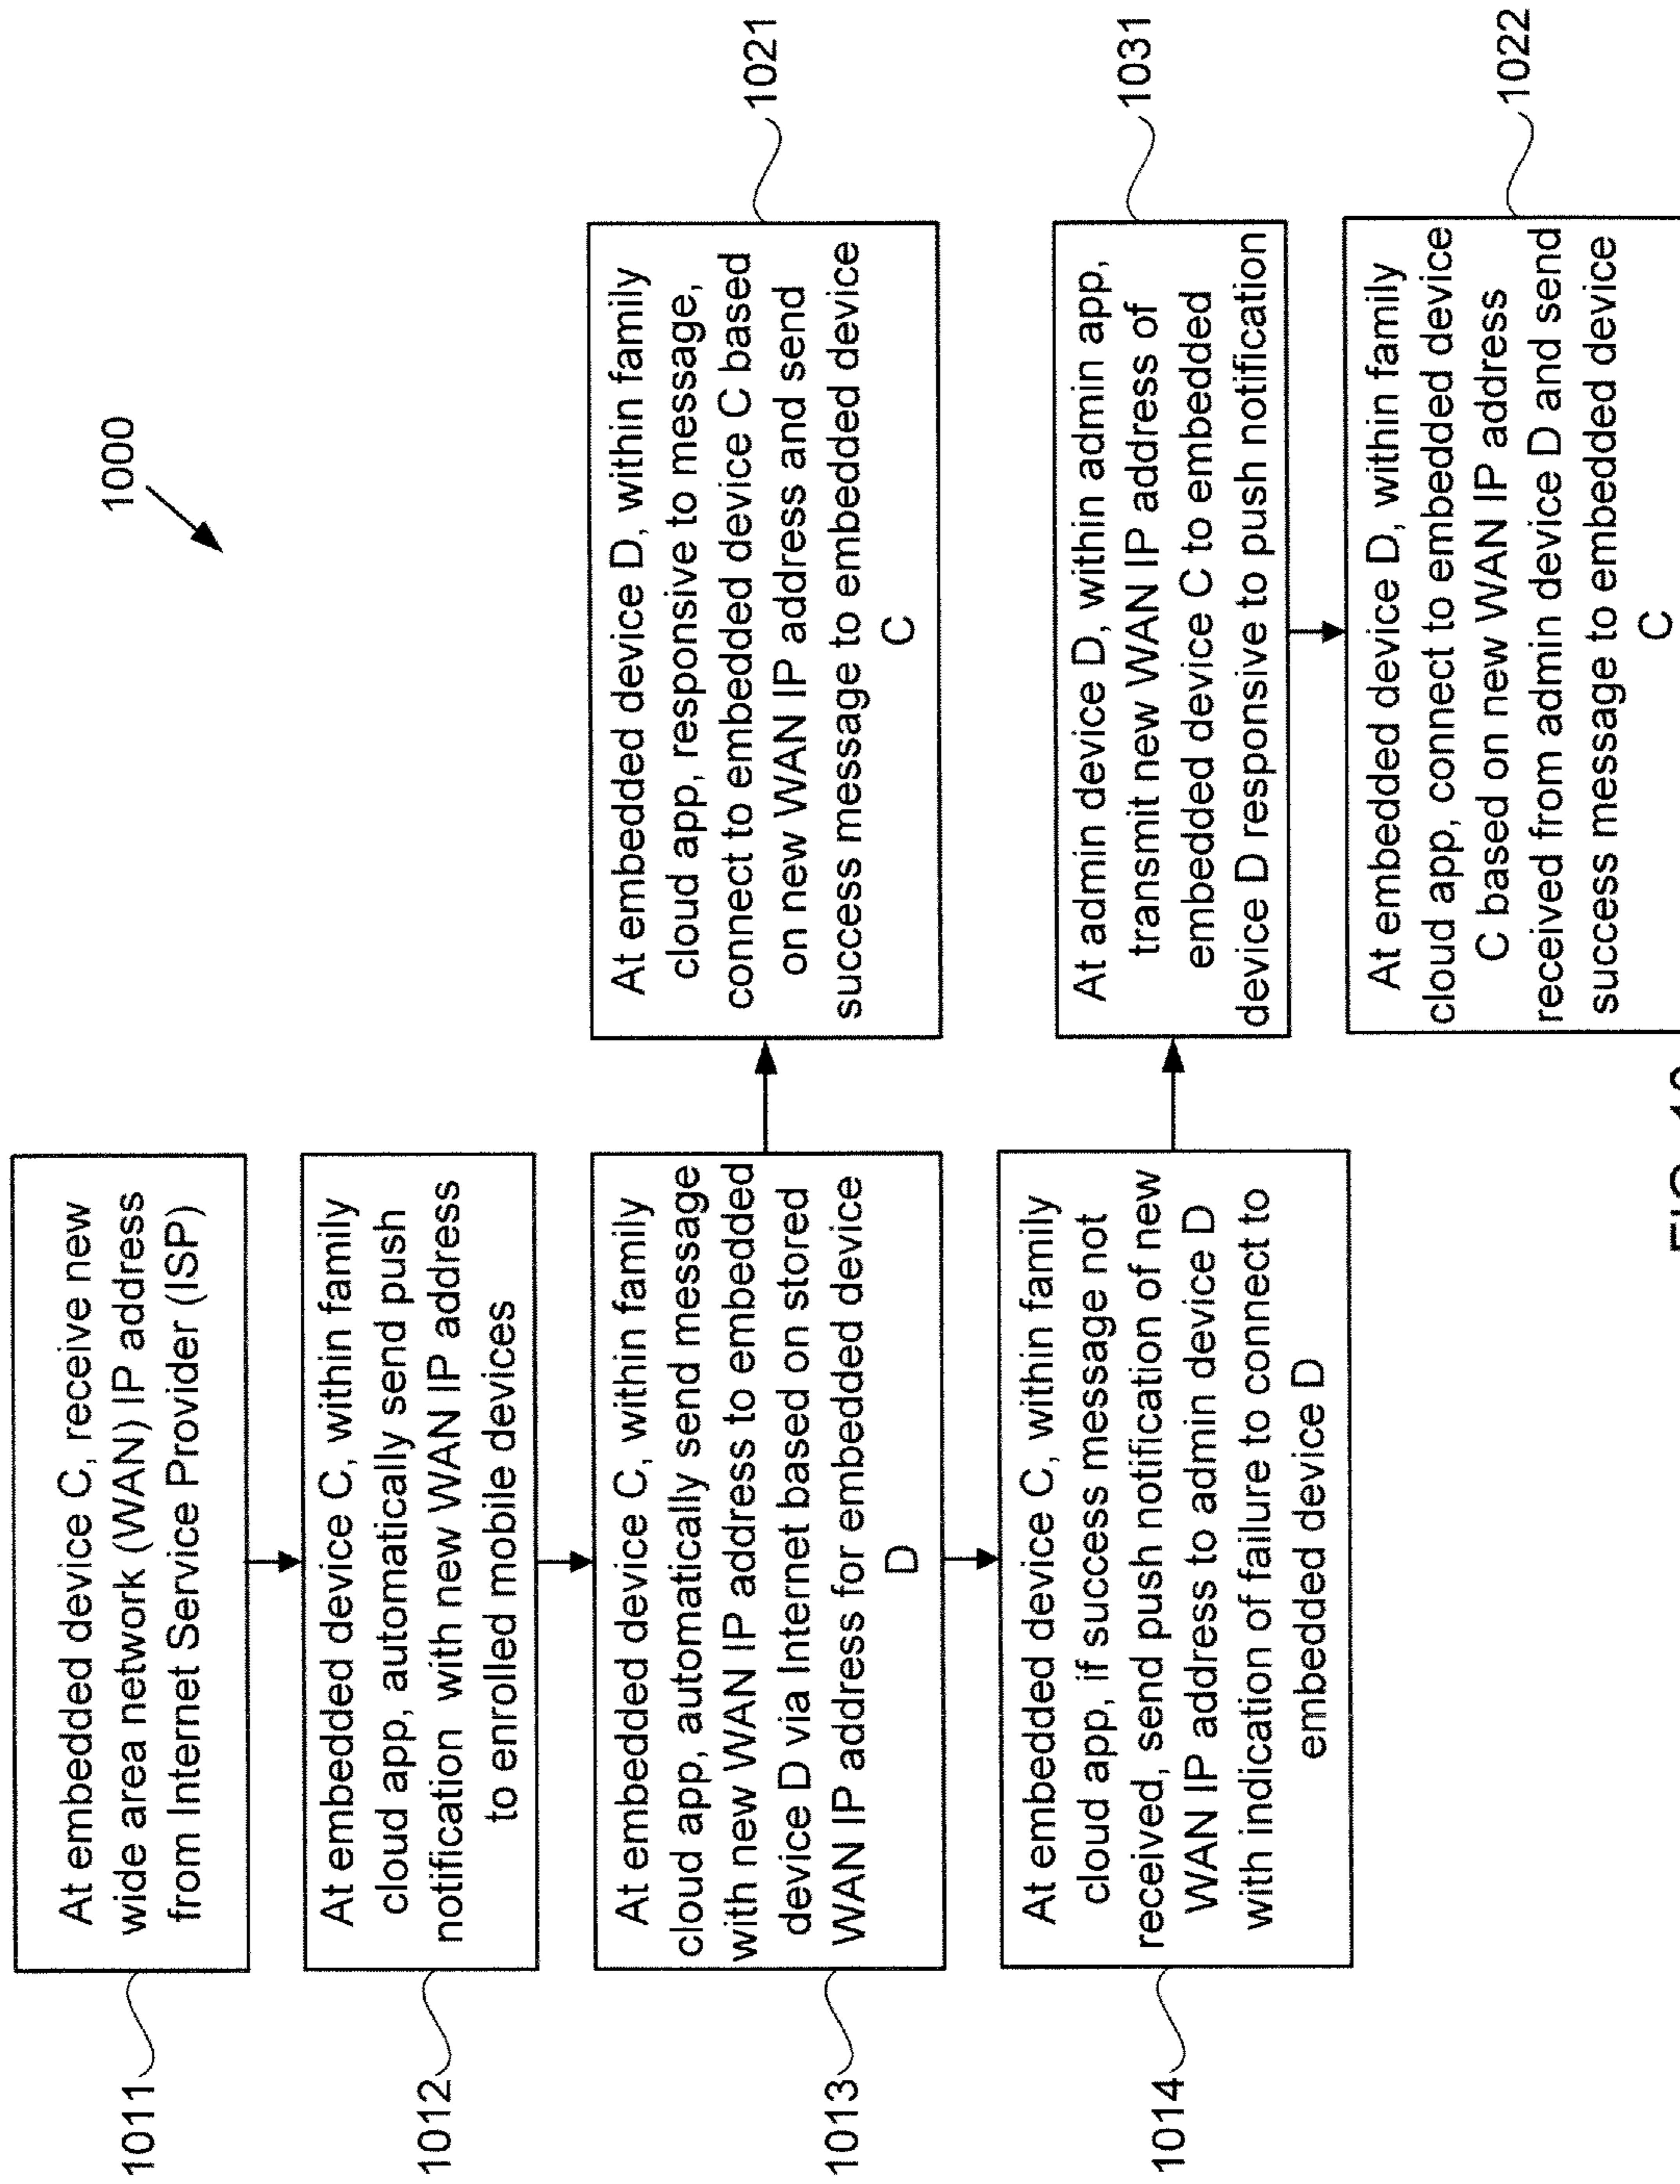 1000
1011
At embedded device C, receive new
wide area network (WAN) IP address
from Internet Service Provider (ISP)
1012
At embedded device C, within family
cloud app, automatically send push
notification with new WAN IP address
to enrolled mobile devices
1013
At embedded device C, within family
cloud app, automatically send message
with new WAN IP address to embedded
device D via Internet based on stored
WAN IP address for embedded device
D
1021
At embedded device D, within family
cloud app, responsive to message,
connect to embedded device C based
on new WAN IP address and send
success message to embedded device
C
1014
At embedded device C, within family
cloud app, if success message not
received, send push notification of new
WAN IP address to admin device D
with indication of failure to connect to
embedded device D
1031
At admin device D, within admin app,
transmit new WAN IP address of
embedded device C to embedded
device D responsive to push notification
1022
At embedded device D, within family
cloud app, connect to embedded device
C based on new WAN IP address
received from admin device D and send
success message to embedded device
C